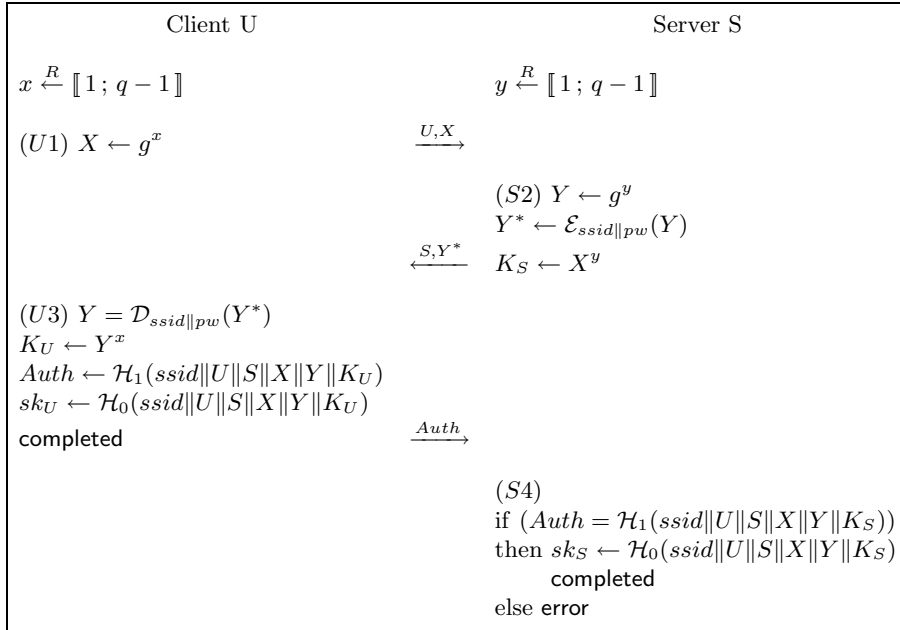 Client U
Server S
x ←R ⟦1 ; q − 1⟧
y ←R ⟦1 ; q − 1⟧
(U1) X ← g^x
U,X
(S2) Y ← g^y
Y* ← ℰ_{ssid‖pw}(Y)
S,Y*
K_S ← X^y
(U3) Y = 𝒟_{ssid‖pw}(Y*)
K_U ← Y^x
Auth ← ℋ_1(ssid‖U‖S‖X‖Y‖K_U)
sk_U ← ℋ_0(ssid‖U‖S‖X‖Y‖K_U)
completed
Auth
(S4)
if (Auth = ℋ_1(ssid‖U‖S‖X‖Y‖K_S))
then sk_S ← ℋ_0(ssid‖U‖S‖X‖Y‖K_S)
completed
else error